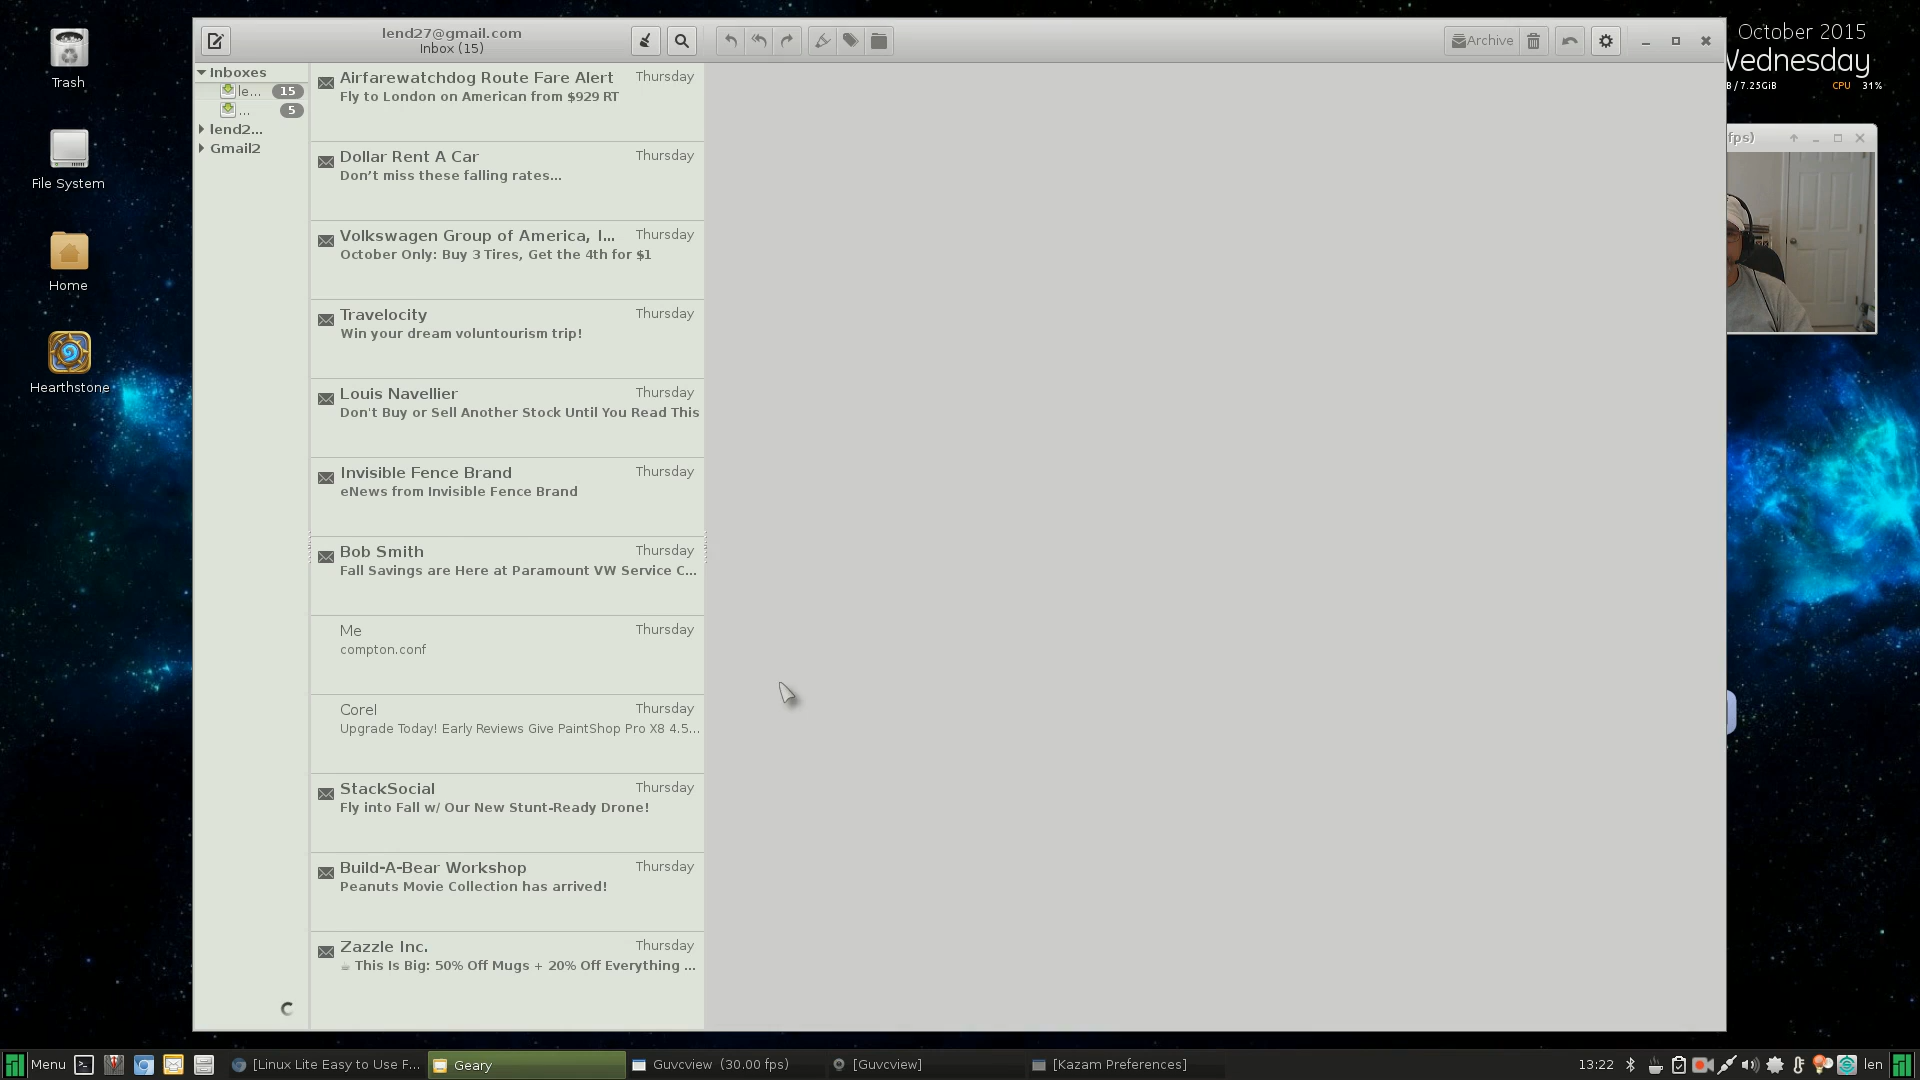 lend27@gmail.com
Inbox (15)
Archive
October 2015
Wednesday
B / 7.25GiB
CPU 31%
fps)
Trash
File System
Home
Hearthstone
Inboxes
le... 15
... 5
lend2...
Gmail2
Airfarewatchdog Route Fare Alert Thursday
Fly to London on American from $929 RT
Dollar Rent A Car Thursday
Don’t miss these falling rates...
Volkswagen Group of America, I... Thursday
October Only: Buy 3 Tires, Get the 4th for $1
Travelocity Thursday
Win your dream voluntourism trip!
Louis Navellier Thursday
Don't Buy or Sell Another Stock Until You Read This
Invisible Fence Brand Thursday
eNews from Invisible Fence Brand
Bob Smith Thursday
Fall Savings are Here at Paramount VW Service C...
Me Thursday
compton.conf
Corel Thursday
Upgrade Today! Early Reviews Give PaintShop Pro X8 4.5...
StackSocial Thursday
Fly into Fall w/ Our New Stunt-Ready Drone!
Build-A-Bear Workshop Thursday
Peanuts Movie Collection has arrived!
Zazzle Inc. Thursday
☕ This Is Big: 50% Off Mugs + 20% Off Everything ...
Menu [Linux Lite Easy to Use F... Geary Guvcview (30.00 fps) [Guvcview] [Kazam Preferences] 13:22 len